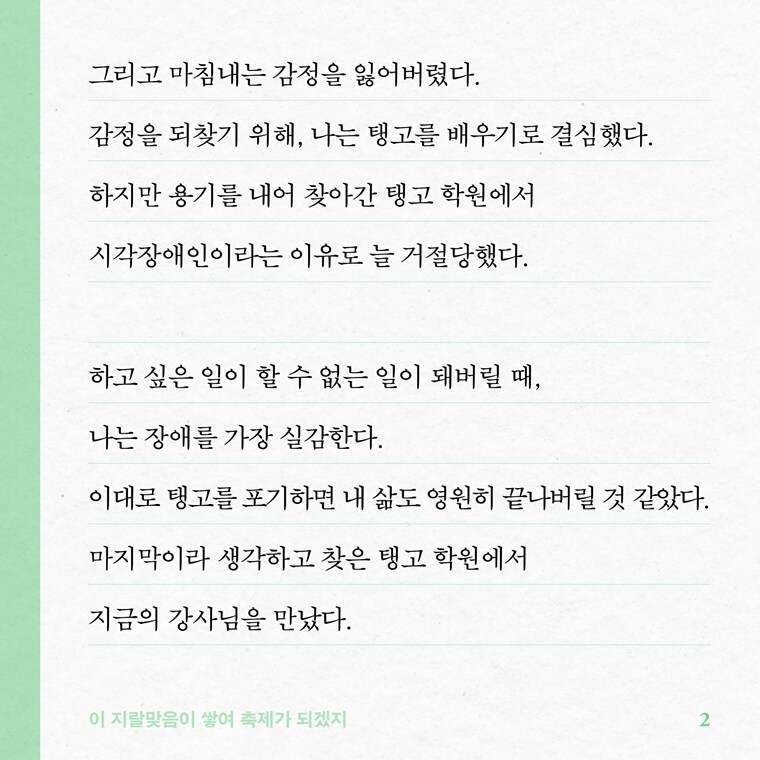 그리고 마침내는 감정을 잃어버렸다.
감정을 되찾기 위해, 나는 탱고를 배우기로 결심했다.
하지만 용기를 내어 찾아간 탱고 학원에서
시각장애인이라는 이유로 늘 거절당했다.
하고 싶은 일이 할 수 없는 일이 돼버릴 때,
나는 장애를 가장 실감한다.
이대로 탱고를 포기하면 내 삶도 영원히 끝나버릴 것 같았다.
마지막이라 생각하고 찾은 탱고 학원에서
지금의 강사님을 만났다.
이 지랄맞음이 쌓여 축제가 되겠지 2